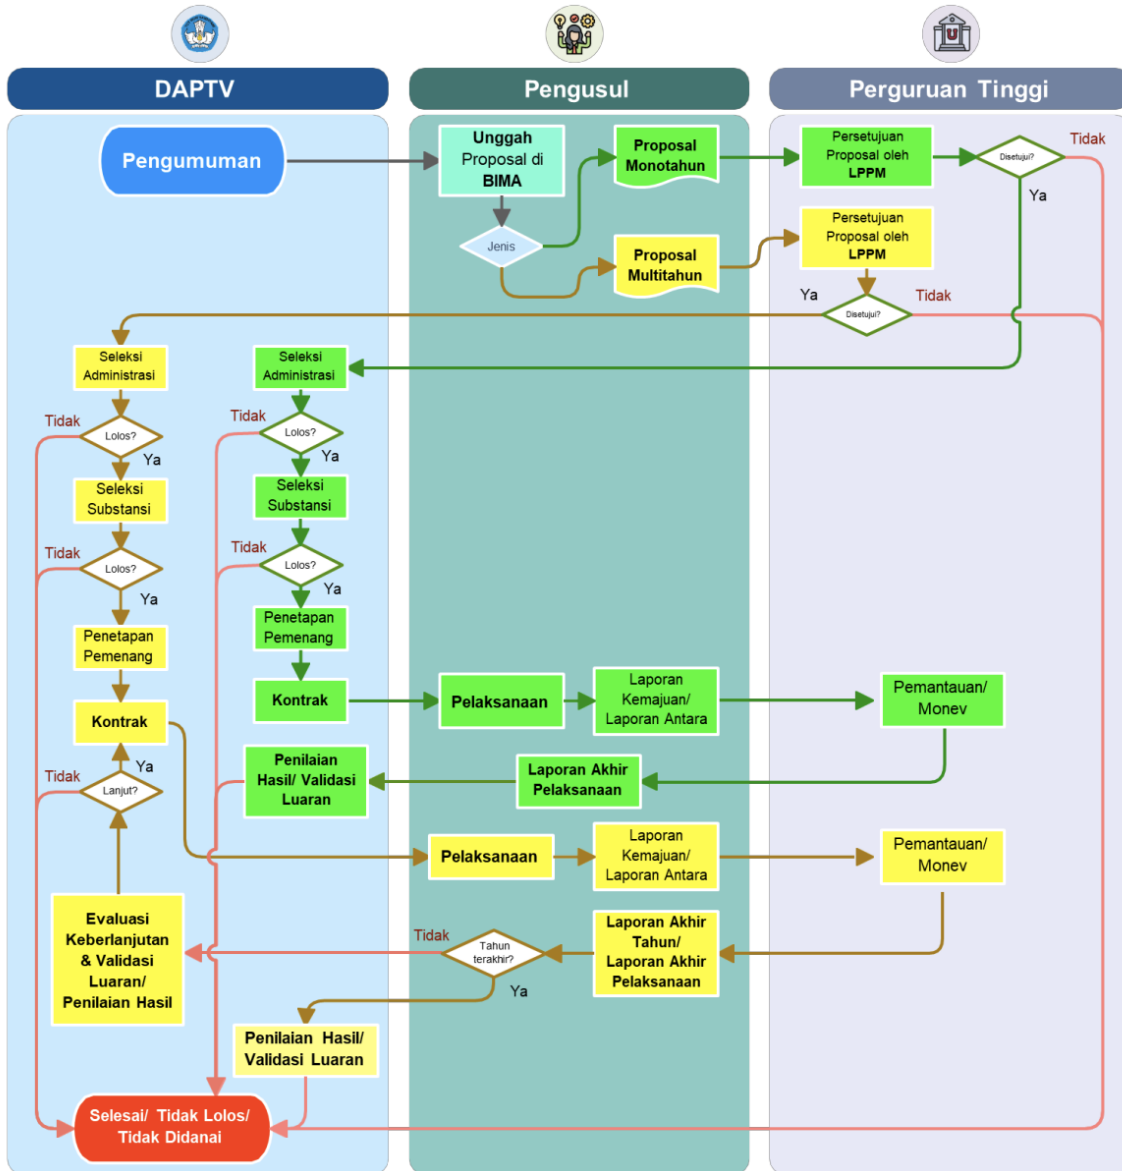 DAPTV
Pengusul
Perguruan Tinggi
Pengumuman
Unggah
Proposal di
BIMA
Proposal
Monotahun
Persetujuan
Proposal oleh
LPPM
Disetujui?
Tidak
Ya
Jenis
Proposal
Multitahun
Persetujuan
Proposal oleh
LPPM
Ya
Disetujui?
Tidak
Seleksi
Administrasi
Seleksi
Administrasi
Tidak
Lolos?
Ya
Tidak
Lolos?
Ya
Seleksi
Substansi
Seleksi
Substansi
Tidak
Lolos?
Ya
Tidak
Lolos?
Ya
Penetapan
Pemenang
Penetapan
Pemenang
Kontrak
Kontrak
Pelaksanaan
Laporan
Kemajuan/
Laporan Antara
Pemantauan/
Monev
Tidak
Ya
Lanjut?
Penilaian
Hasil/ Validasi
Luaran
Laporan Akhir
Pelaksanaan
Pelaksanaan
Laporan
Kemajuan/
Laporan Antara
Pemantauan/
Monev
Evaluasi
Keberlanjutan
& Validasi
Luaran/
Penilaian Hasil
Tidak
Tahun
terakhir?
Ya
Laporan Akhir
Tahun/
Laporan Akhir
Pelaksanaan
Penilaian Hasil/
Validasi Luaran
Selesai/ Tidak Lolos/
Tidak Didanai